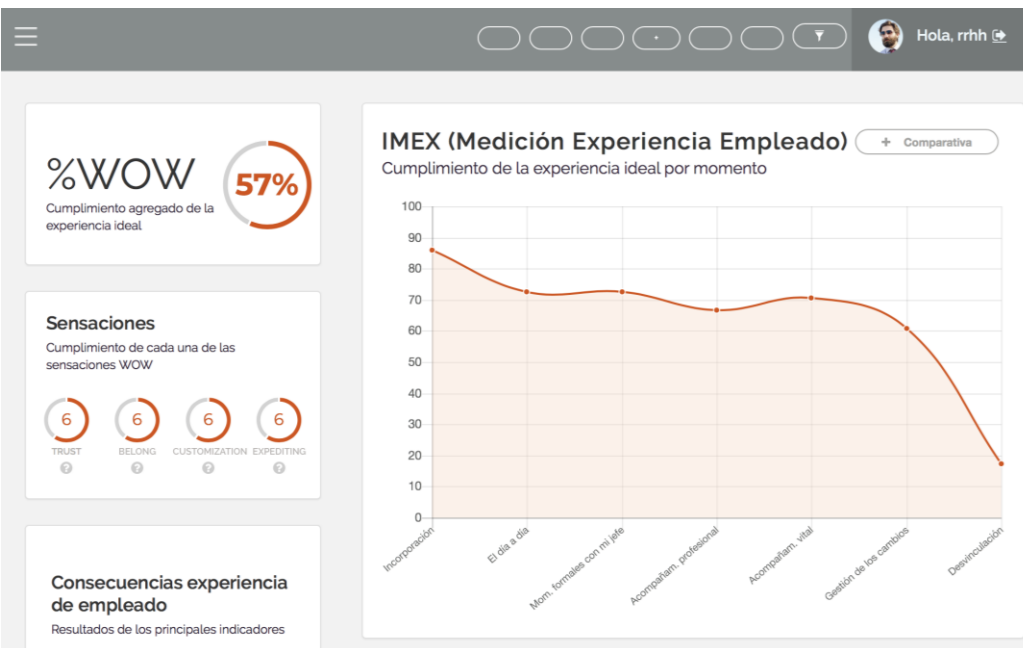 Hola, rrhh
%WOW
57%
Cumplimiento agregado de la
experiencia ideal
Sensaciones
Cumplimiento de cada una de las
sensaciones WOW
6 6 6 6
TRUST BELONG CUSTOMIZATION EXPEDITING
? ? ? ?
Consecuencias experiencia
de empleado
Resultados de los principales indicadores
IMEX (Medición Experiencia Empleado)
+ Comparativa
Cumplimiento de la experiencia ideal por momento
100
90
80
70
60
50
40
30
20
10
0
Incorporación
El día a día
Mom. formales con mi jefe
Acompañam. profesional
Acompañam. vital
Gestión de los cambios
Desvinculación